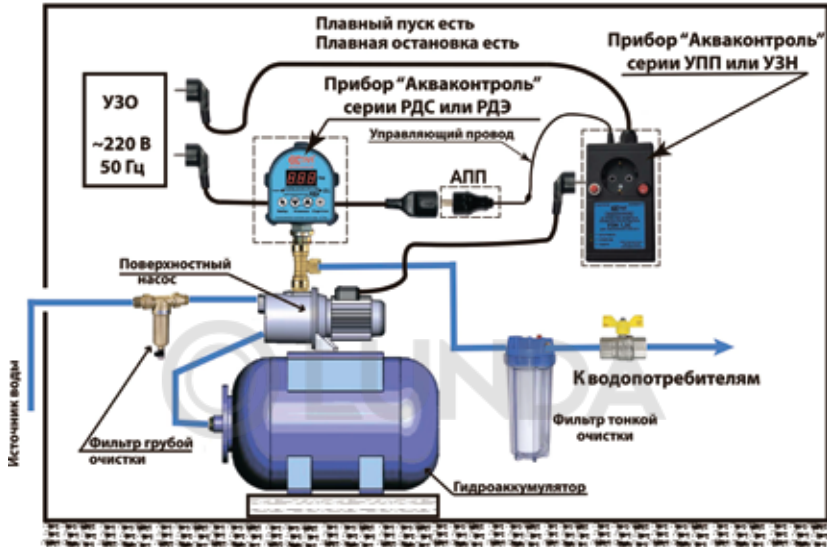 Плавный пуск есть
Плавная остановка есть
Прибор "Акваконтроль"
серии УПП или УЗН
Прибор "Акваконтроль"
серии РДС или РДЭ
УЗО
~220 В
50 Гц
Управляющий провод
АПП
Поверхностный
насос
Источник воды
LUNDA
К водопотребителям
Фильтр грубой
очистки
Фильтр тонкой
очистки
Гидроаккумулятор